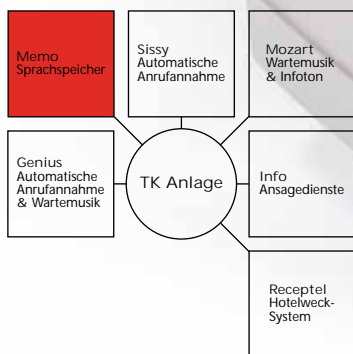 Memo
Sprachspeicher
Sissy
Automatische
Anrufannahme
Mozart
Wartemusik
& Infoton
Genius
Automatische
Anrufannahme
& Wartemusik
TK Anlage
Info
Ansagedienste
Receptel
Hotelweck-
System